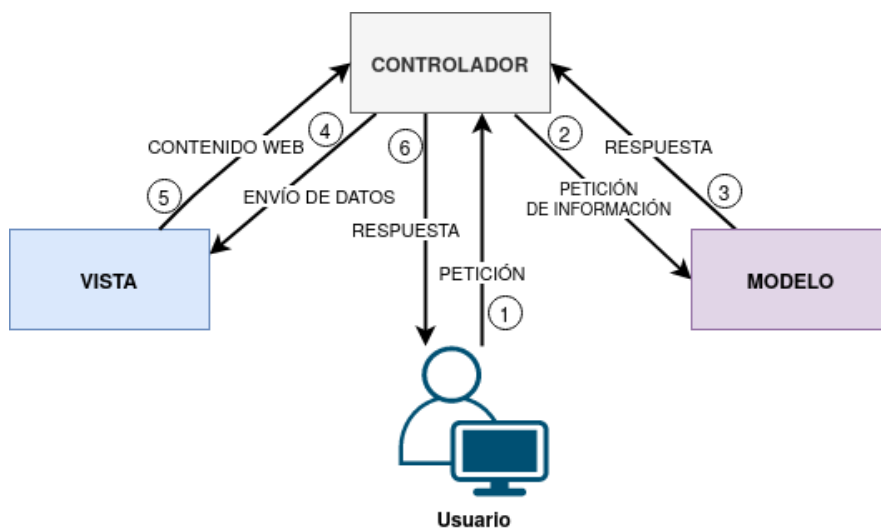 CONTROLADOR
4
6
2
CONTENIDO WEB
RESPUESTA
5
ENVÍO DE DATOS
PETICIÓN
DE INFORMACIÓN
3
RESPUESTA
VISTA
PETICIÓN
MODELO
1
Usuario